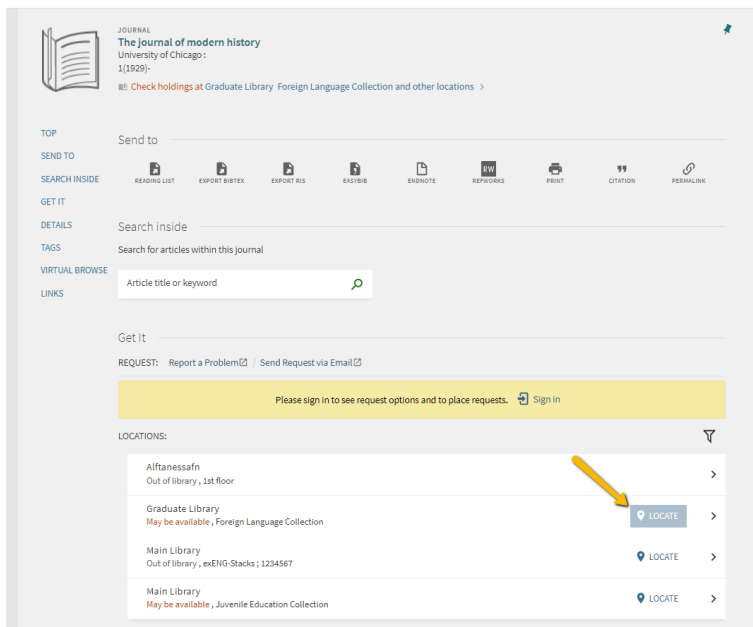 JOURNAL
The journal of modern history
University of Chicago :
1(1929)-
Check holdings at Graduate Library Foreign Language Collection and other locations >
TOP
SEND TO
SEARCH INSIDE
GET IT
DETAILS
TAGS
VIRTUAL BROWSE
LINKS
Send to
READING LIST EXPORT BIBTEX EXPORT RIS EASYBIB ENDNOTE RW REFWORKS PRINT CITATION PERMALINK
Search inside
Search for articles within this journal
Article title or keyword
Get It
REQUEST: Report a Problem / Send Request via Email
Please sign in to see request options and to place requests. Sign in
LOCATIONS:
Alftanessafn
Out of library , 1st floor
Graduate Library
May be available , Foreign Language Collection
LOCATE
Main Library
Out of library , exENG-Stacks ; 1234567
LOCATE
Main Library
May be available , Juvenile Education Collection
LOCATE